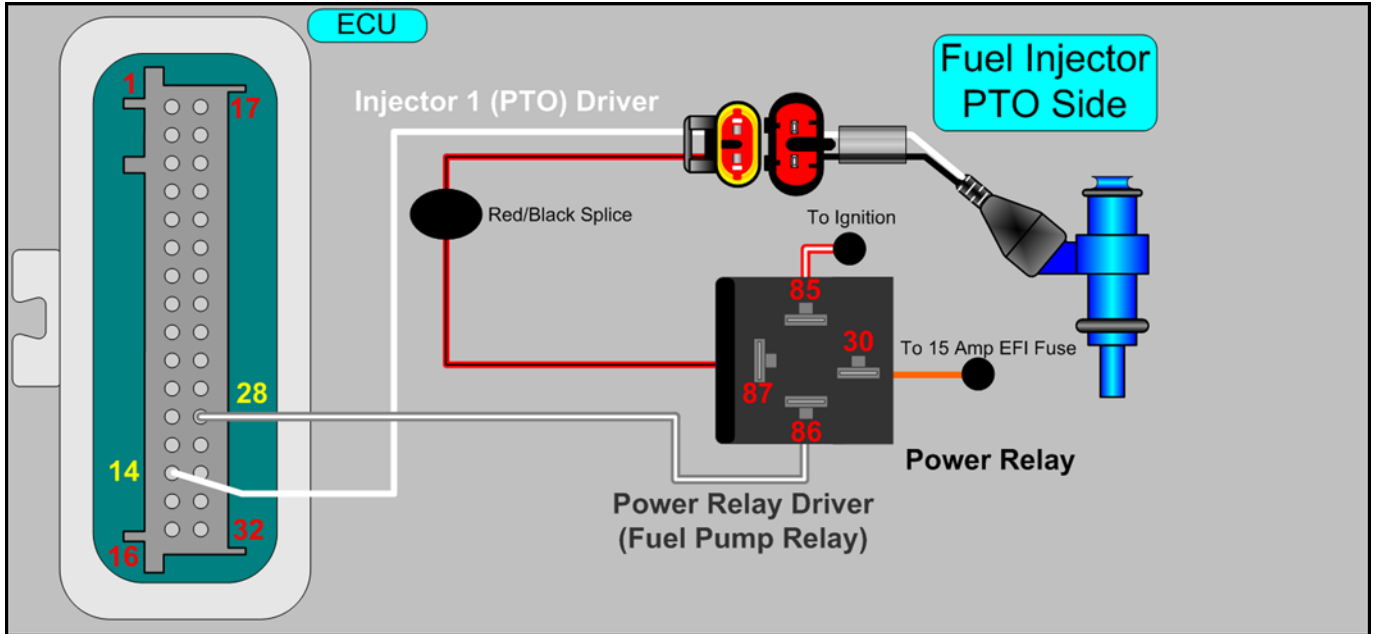 ECU
Fuel Injector
PTO Side
1
17
Injector 1 (PTO) Driver
Red/Black Splice
To Ignition
85
30
To 15 Amp EFI Fuse
87
28
86
14
Power Relay
Power Relay Driver
(Fuel Pump Relay)
32
16